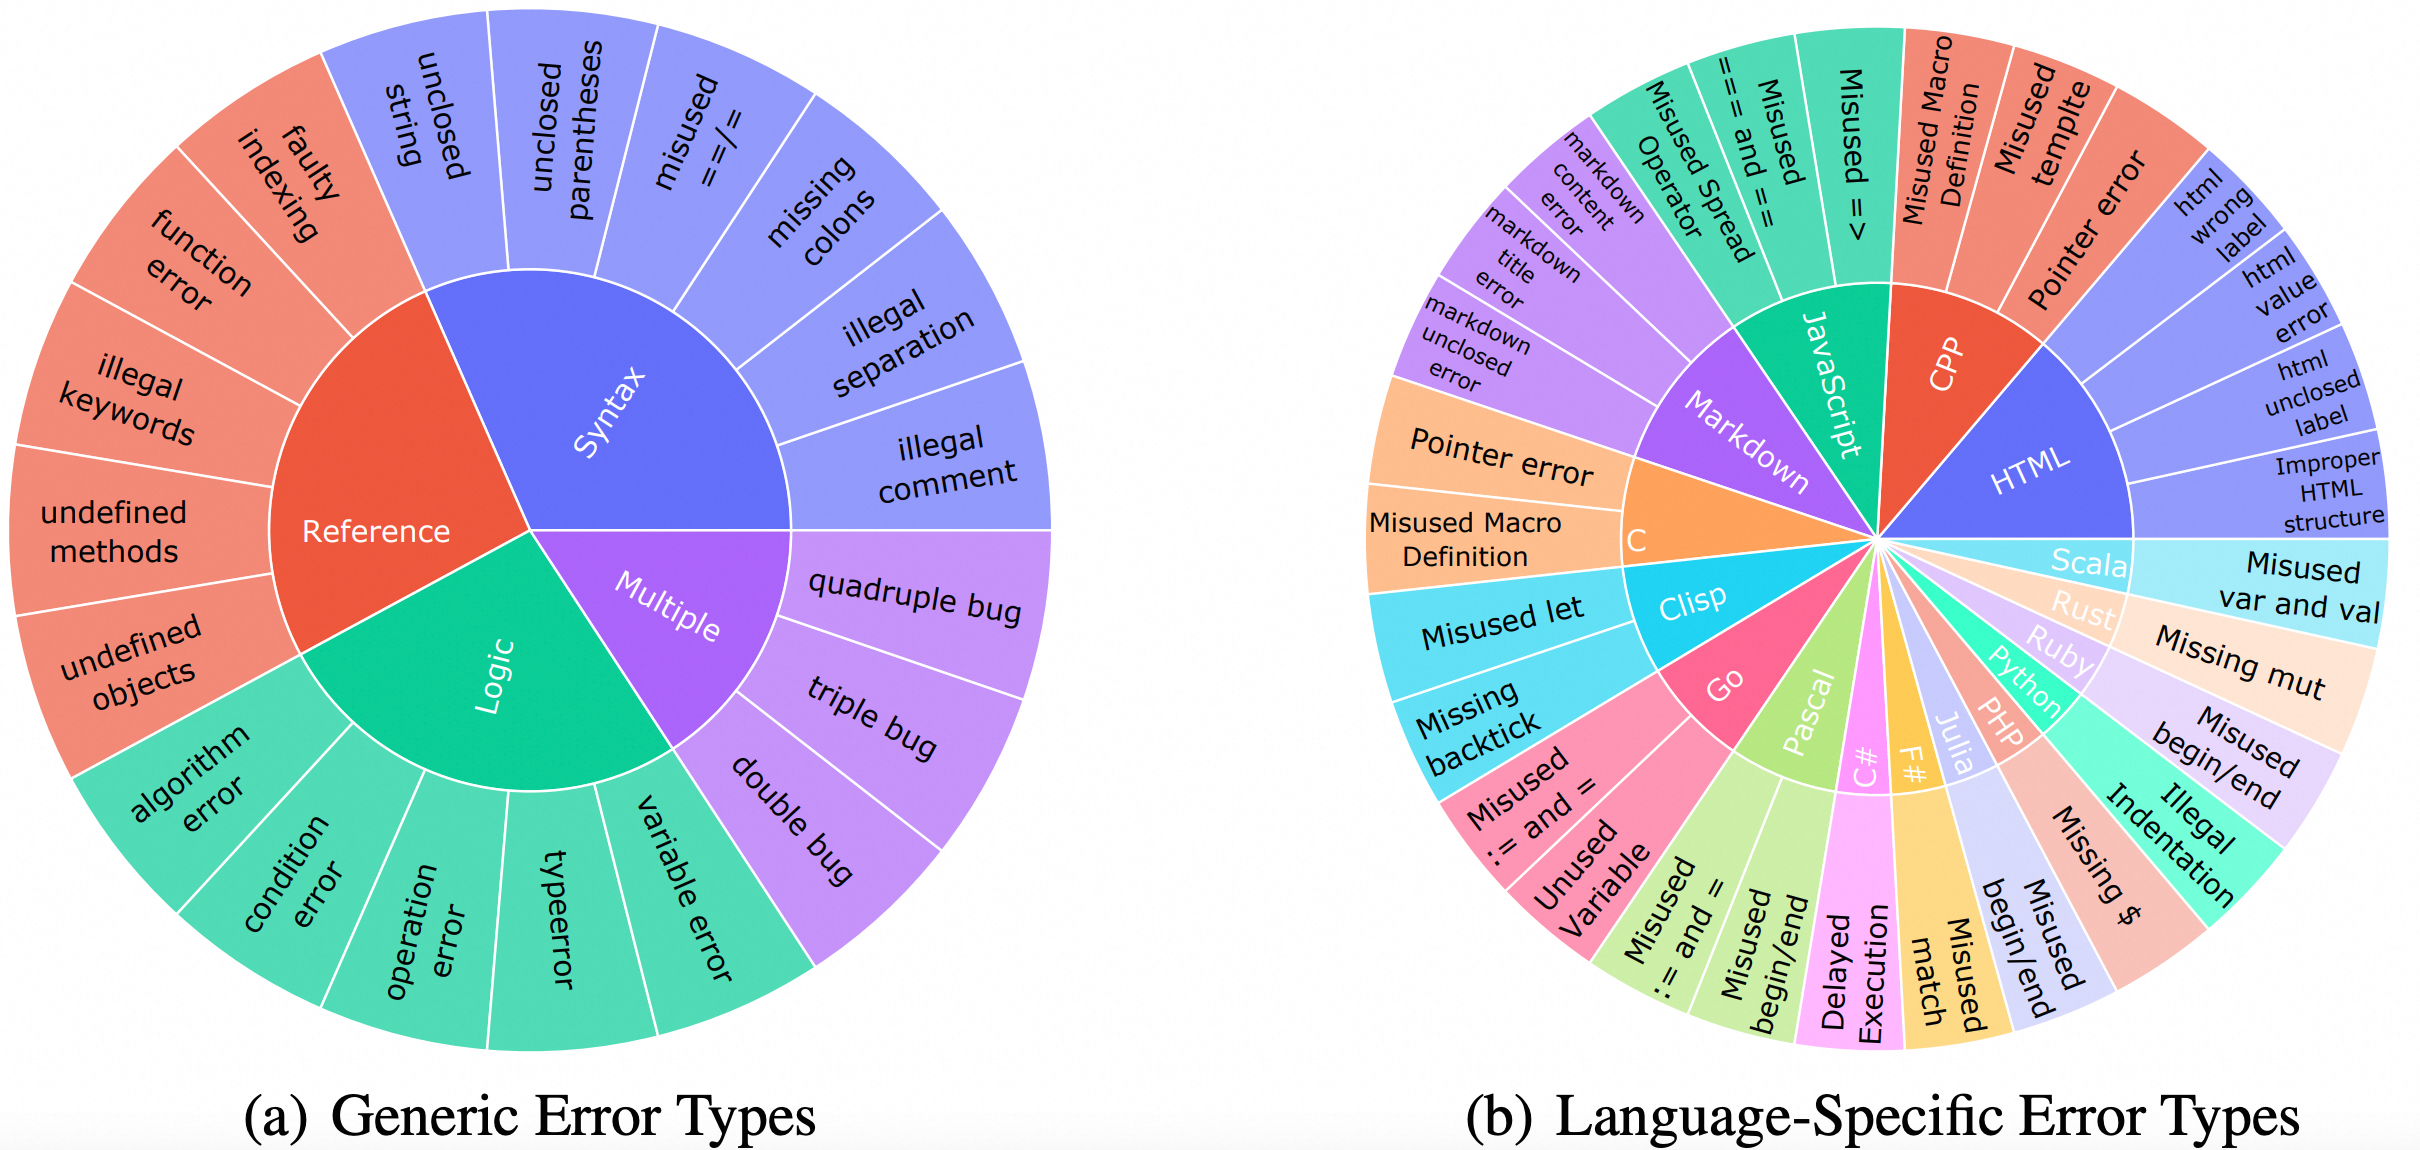 unclosed
string
unclosed
parentheses
misused
==/=
missing
colons
illegal
separation
illegal
comment
faulty
indexing
function
error
illegal
keywords
undefined
methods
undefined
objects
Syntax
Reference
Logic
Multiple
quadruple bug
triple bug
double bug
algorithm
error
condition
error
operation
error
typeerror
variable error
(a) Generic Error Types
Misused Macro
Definition
Misused
templte
Pointer error
html
wrong
label
html
value
error
html
unclosed
label
Improper
HTML
structure
Misused =>
Misused
=== and ==
Misused Spread
Operator
markdown
content
error
markdown
title
error
markdown
unclosed
error
Pointer error
Misused Macro
Definition
Misused let
Missing
backtick
Misused
:= and =
Unused
Variable
Misused
:= and =
Misused
begin/end
Delayed
Execution
Misused
match
Misused
begin/end
Missing $
Illegal
Indentation
Misused
begin/end
Missing mut
Misused
var and val
JavaScript
CPP
HTML
Markdown
C
Clisp
Go
Pascal
C#
F#
Julia
PHP
Python
Ruby
Rust
Scala
(b) Language-Specific Error Types